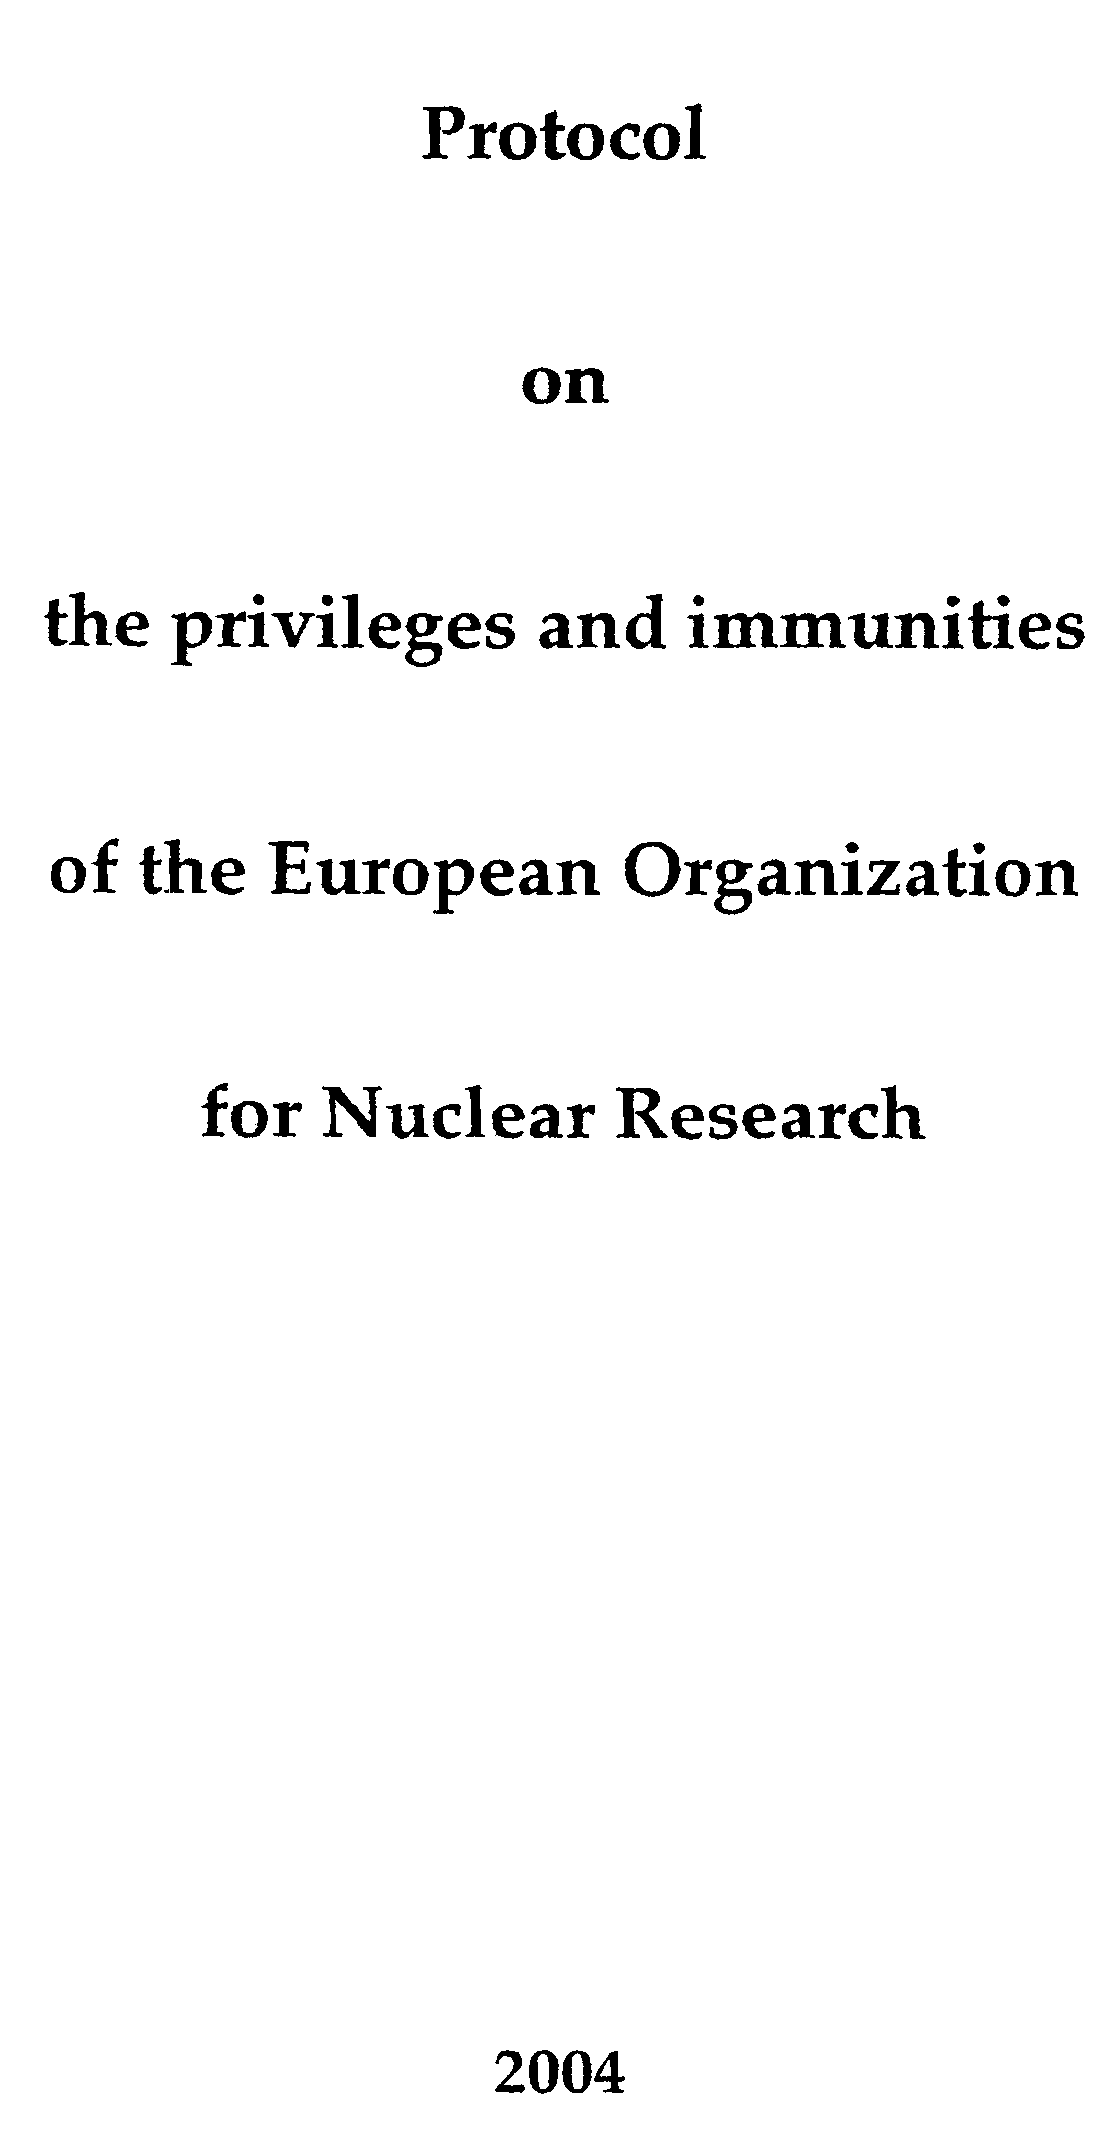 Protocol
on
the privileges and immunities
of the European Organization
for Nuclear Research
2004